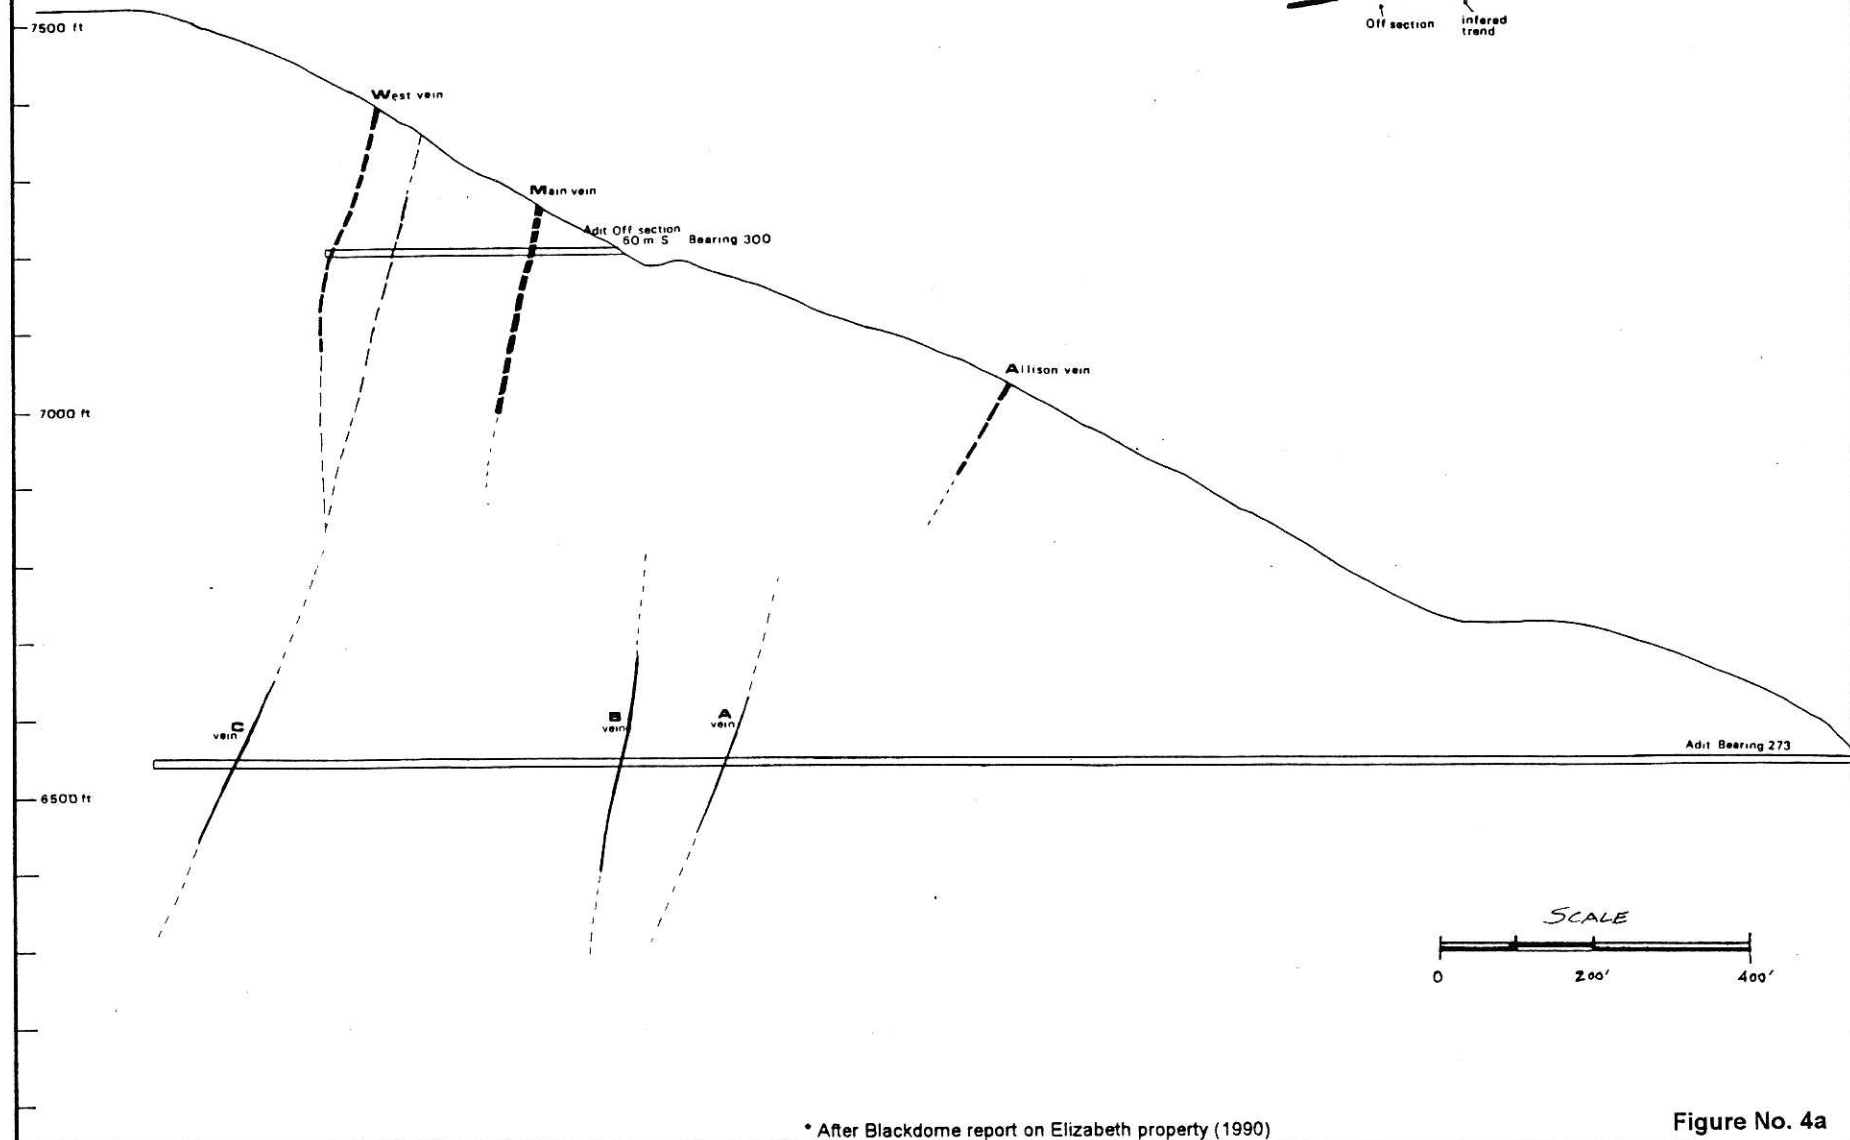 7500 ft
Off section
infered
trend
West vein
Main vein
Adit Off section
60 m S Bearing 300
7000 ft
Allison vein
C
vein
B
vein
A
vein
Adit Bearing 273
6500 ft
SCALE
0 200' 400'
* After Blackdome report on Elizabeth property (1990)
Figure No. 4a